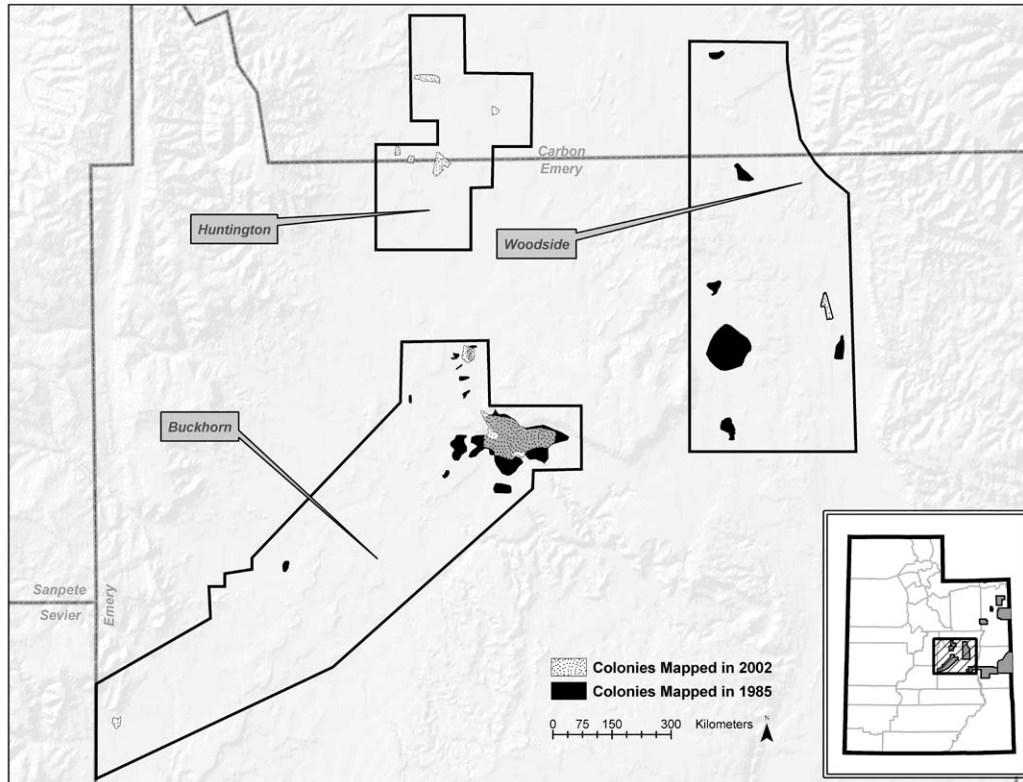 Carbon
Emery
Huntington
Woodside
Buckhorn
Sanpete
Sevier
Emery
Colonies Mapped in 2002
Colonies Mapped in 1985
0 75 150 300 Kilometers
N